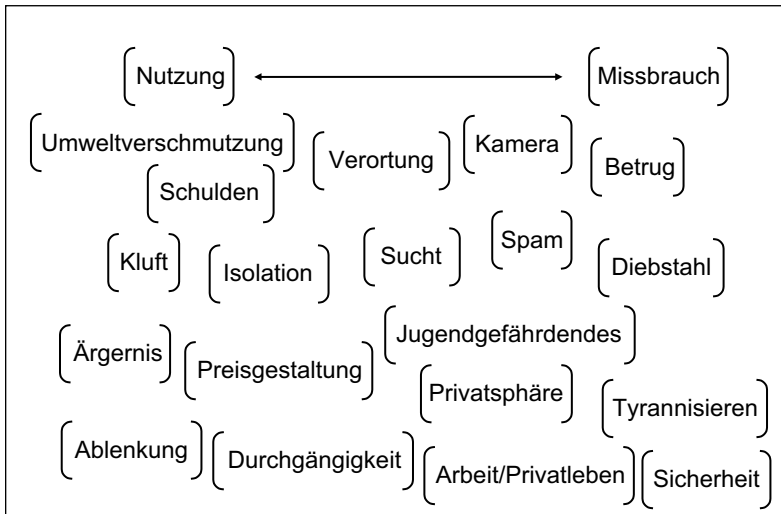 Nutzung
Missbrauch
Umweltverschmutzung
Verortung
Kamera
Betrug
Schulden
Kluft
Isolation
Sucht
Spam
Diebstahl
Ärgernis
Preisgestaltung
Jugendgefährdendes
Privatsphäre
Tyrannisieren
Ablenkung
Durchgängigkeit
Arbeit/Privatleben
Sicherheit